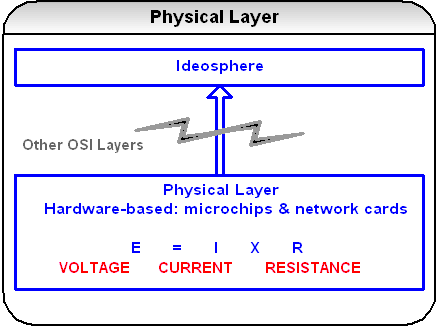 Physical Layer
Ideosphere
Other OSI Layers
Physical Layer
Hardware-based: microchips & network cards
E = I X R
VOLTAGE CURRENT RESISTANCE